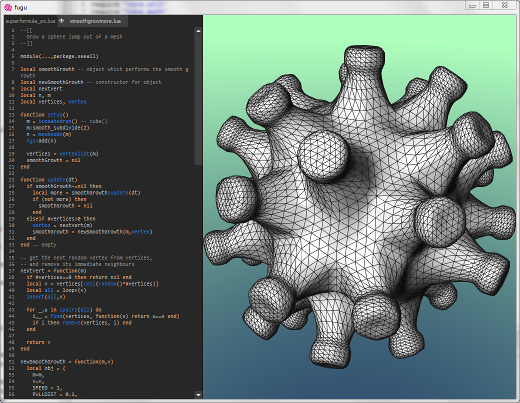 fugu
superformula_ex.lua
smoothgrowmore.lua
1 --[[
2 Grow a sphere lump out of a mesh
3 --]]
4
5 module(...,package.seeall)
6
7 local smoothGrowth -- object which performs the smooth g
rowth
8 local newSmoothGrowth -- constructor for object
9 local nextvert
10 local n, m
11 local vertices, vertex
12
13 function setup()
14 m = icosahedron() -- cube()
15 m:smooth_subdivide(2)
16 n = meshnode(m)
17 fgu:add(n)
18
19 vertices = vertexlist(m)
20 smoothGrowth = nil
21 end
22
23 function update(dt)
24 if smoothGrowth~=nil then
25 local more = smoothGrowth:update(dt)
26 if (not more) then
27 smoothGrowth = nil
28 end
29 elseif #vertices>0 then
30 vertex = nextvert(m)
31 smoothGrowth = newSmoothGrowth(m,vertex)
32 end
33 end -- empty
34
35 -- get the next random vertex from vertices,
36 -- and remove its immediate neighbours
37 nextvert = function(m)
38 if #vertices==0 then return nil end
39 local v = vertices[ceil(random()*#vertices)]
40 local all = loopv(v)
41 insert(all,v)
42
43 for _,u in ipairs(all) do
44 i,_ = find(vertices, function(x) return x==u end)
45 if i then remove(vertices, i) end
46 end
47
48 return v
49 end
50
51 newSmoothGrowth = function(m,v)
52 local obj = {
53 m=m,
54 v=v,
55 SPEED = 1,
56 PULLDIST = 0.1,